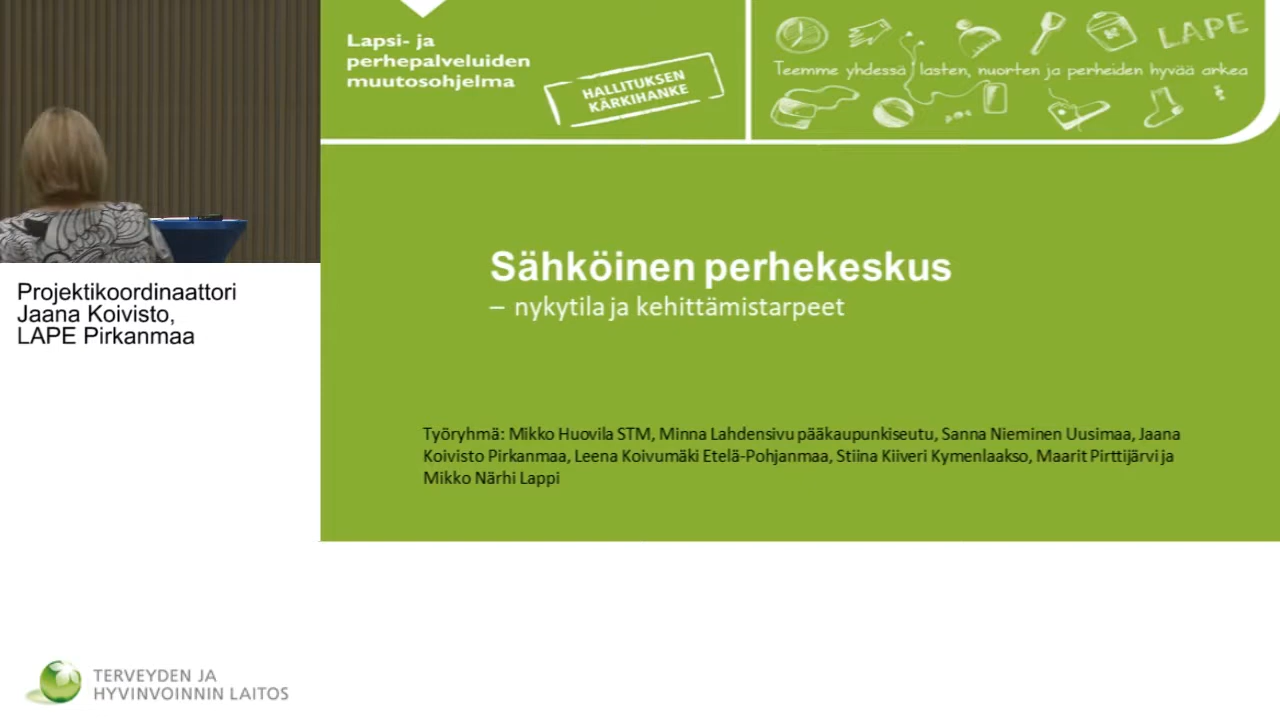 Lapsi- ja
perhepalveluiden
muutosohjelma
HALLITUKSEN
KÄRKIHANKE
LAPE
Teemme yhdessä lasten, nuorten ja perheiden hyvää arkea
Sähköinen perhekeskus
– nykytila ja kehittämistarpeet
Työryhmä: Mikko Huovila STM, Minna Lahdensivu pääkaupunkiseutu, Sanna Nieminen Uusimaa, Jaana
Koivisto Pirkanmaa, Leena Koivumäki Etelä-Pohjanmaa, Stiina Kiiveri Kymenlaakso, Maarit Pirttijärvi ja
Mikko Närhi Lappi
Projektikoordinaattori
Jaana Koivisto,
LAPE Pirkanmaa
TERVEYDEN JA
HYVINVOINNIN LAITOS